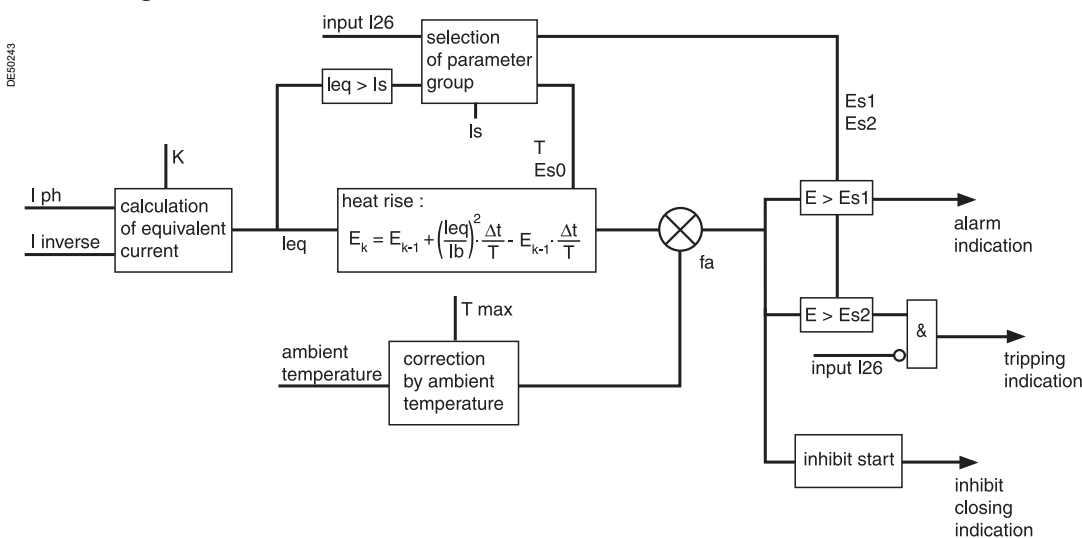 DE50243
input I26
selection
of parameter
group
Ieq > Is
Is
Es1
Es2
T
Es0
K
I ph
I inverse
calculation
of equivalent
current
Ieq
heat rise :
E_k = E_{k-1} + (Ieq/Ib)^2 · Δt/T - E_{k-1} · Δt/T
fa
E > Es1
alarm
indication
T max
ambient
temperature
correction
by ambient
temperature
E > Es2
&
input I26
tripping
indication
inhibit start
inhibit
closing
indication